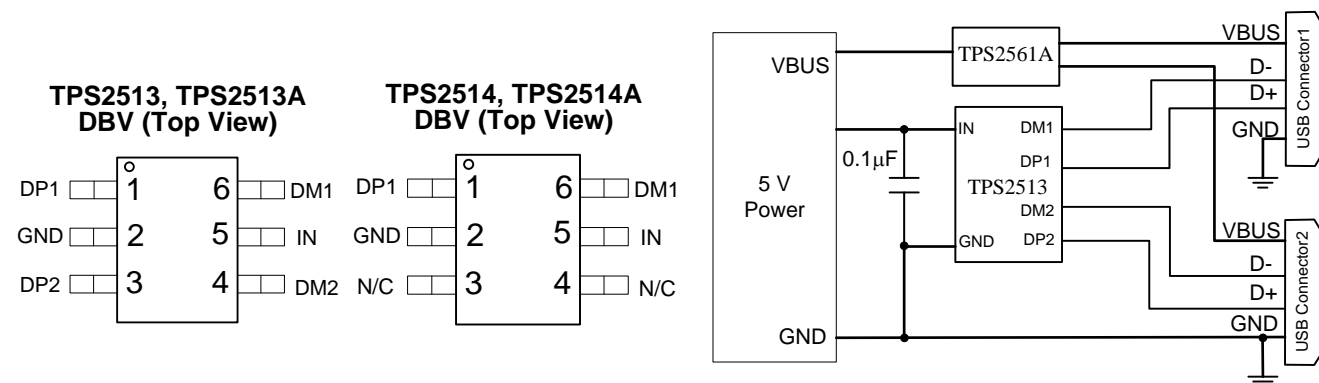 TPS2513, TPS2513A
DBV (Top View)
DP1
1
6
DM1
GND
2
5
IN
DP2
3
4
DM2
TPS2514, TPS2514A
DBV (Top View)
DP1
1
6
DM1
GND
2
5
IN
N/C
3
4
N/C
VBUS
5 V
Power
GND
0.1µF
TPS2561A
IN
DM1
DP1
TPS2513
DM2
GND
DP2
VBUS
D-
D+
GND
USB Connector1
VBUS
D-
D+
GND
USB Connector2